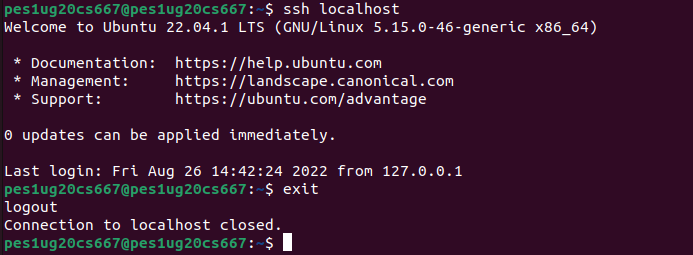 pes1ug20cs667@pes1ug20cs667:~$ ssh localhost
Welcome to Ubuntu 22.04.1 LTS (GNU/Linux 5.15.0-46-generic x86_64)
* Documentation:  https://help.ubuntu.com
* Management:     https://landscape.canonical.com
* Support:        https://ubuntu.com/advantage
0 updates can be applied immediately.
Last login: Fri Aug 26 14:42:24 2022 from 127.0.0.1
pes1ug20cs667@pes1ug20cs667:~$ exit
logout
Connection to localhost closed.
pes1ug20cs667@pes1ug20cs667:~$